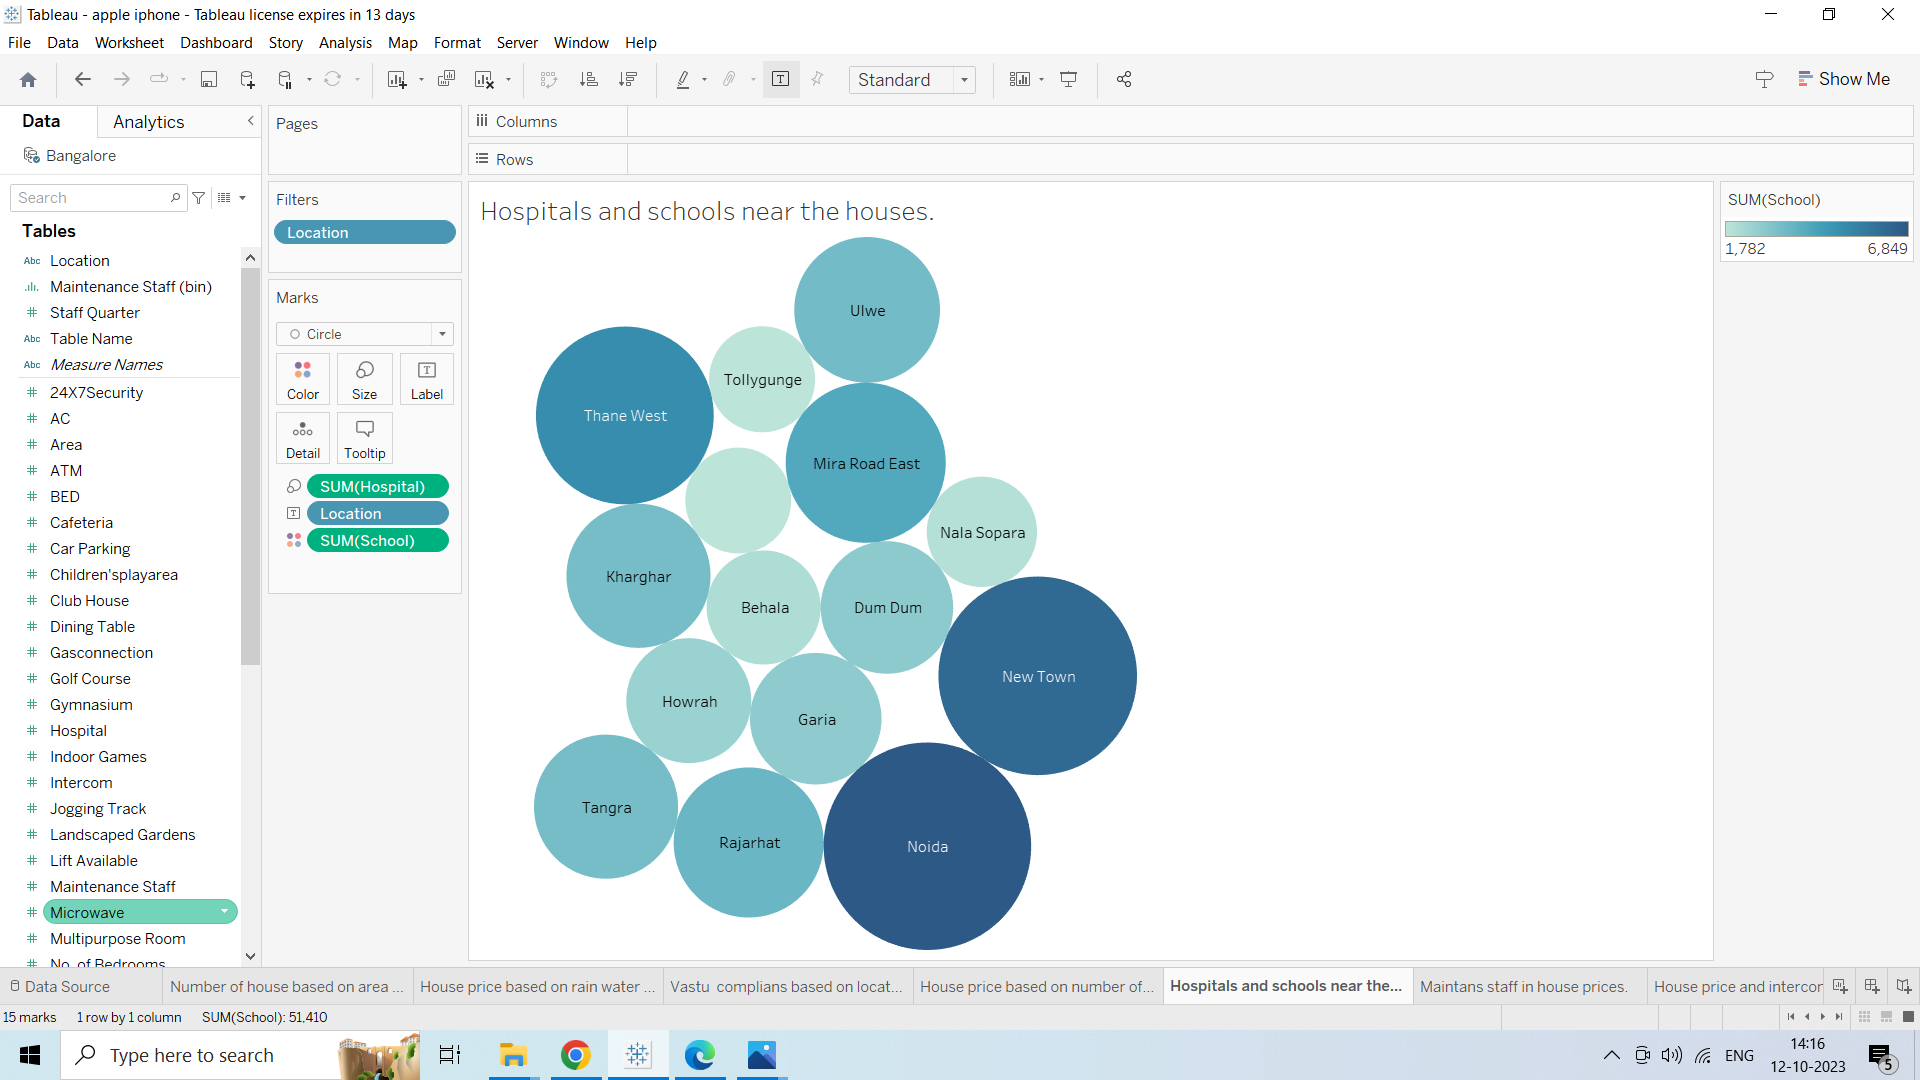 Tableau - apple iphone - Tableau license expires in 13 days
File Data Worksheet Dashboard Story Analysis Map Format Server Window Help
Standard
Show Me
Data
Analytics
Bangalore
Search
Tables
Abc Location
Maintenance Staff (bin)
# Staff Quarter
Abc Table Name
Abc Measure Names
# 24X7Security
# AC
# Area
# ATM
# BED
# Cafeteria
# Car Parking
# Children'splayarea
# Club House
# Dining Table
# Gasconnection
# Golf Course
# Gymnasium
# Hospital
# Indoor Games
# Intercom
# Jogging Track
# Landscaped Gardens
# Lift Available
# Maintenance Staff
# Microwave
# Multipurpose Room
# No. of Bedrooms
Pages
Filters
Location
Marks
Circle
Color Size Label
Detail Tooltip
SUM(Hospital)
Location
SUM(School)
Columns
Rows
Hospitals and schools near the houses.
Ulwe
Tollygunge
Thane West
Mira Road East
Nala Sopara
Kharghar
Behala
Dum Dum
New Town
Howrah
Garia
Tangra
Rajarhat
Noida
SUM(School)
1,782 6,849
Data Source
Number of house based on area ...
House price based on rain water ...
Vastu complians based on locat...
House price based on number of...
Hospitals and schools near the...
Maintans staff in house prices.
House price and intercor
15 marks 1 row by 1 column SUM(School): 51,410
Type here to search
ENG
14:16
12-10-2023
5